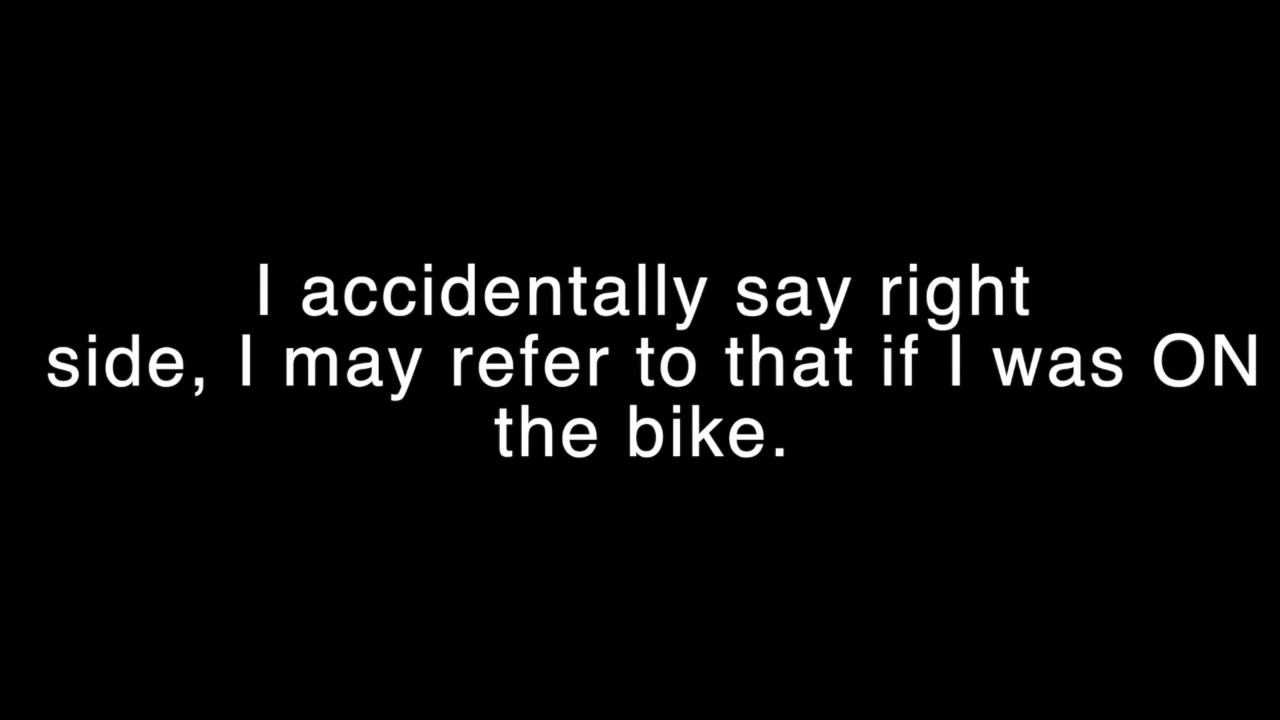 I accidentally say right
side, I may refer to that if I was ON
the bike.